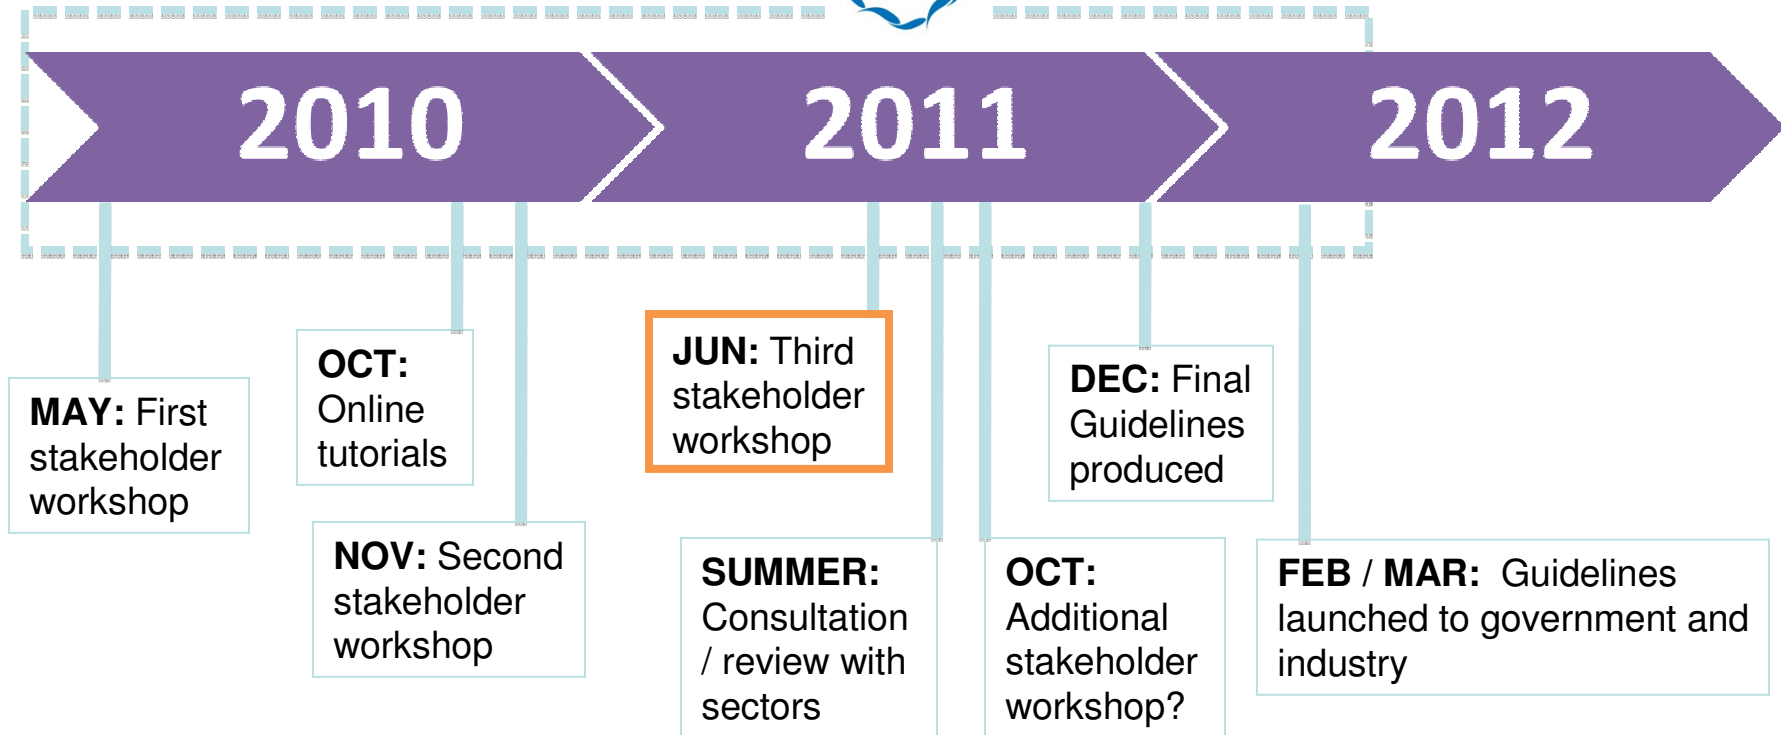 2010
2011
2012
MAY: First
stakeholder
workshop
OCT:
Online
tutorials
NOV: Second
stakeholder
workshop
JUN: Third
stakeholder
workshop
SUMMER:
Consultation
/ review with
sectors
OCT:
Additional
stakeholder
workshop?
DEC: Final
Guidelines
produced
FEB / MAR: Guidelines
launched to government and
industry